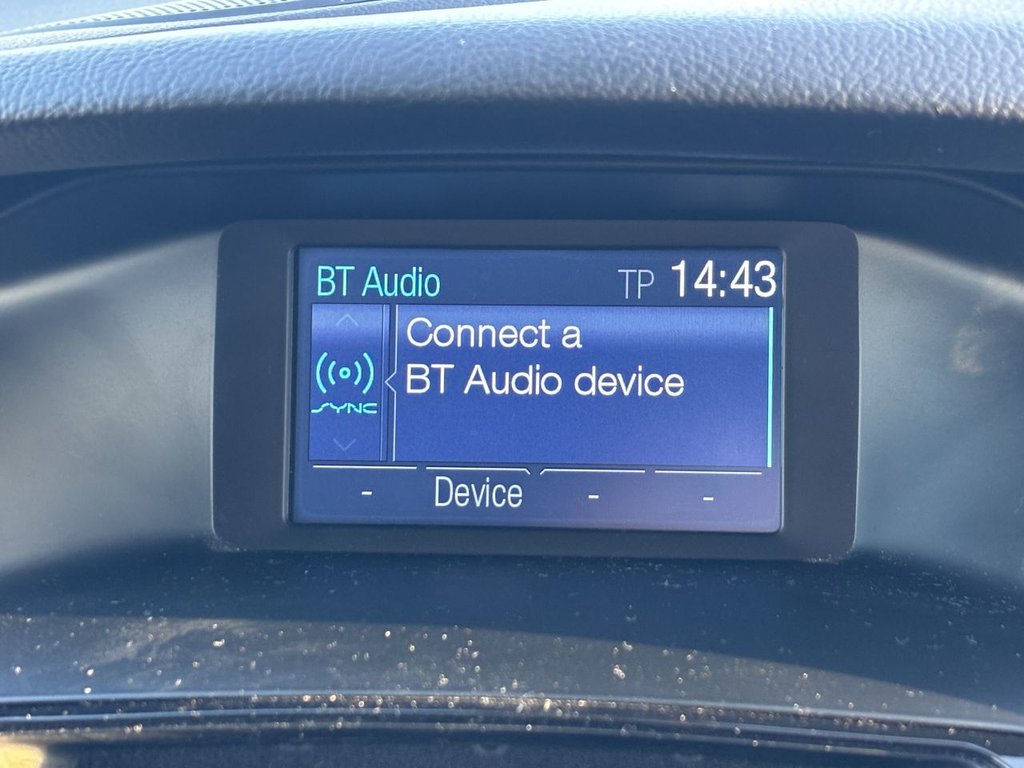 BT Audio TP 14:43
Connect a
BT Audio device
SYNC
- Device - -